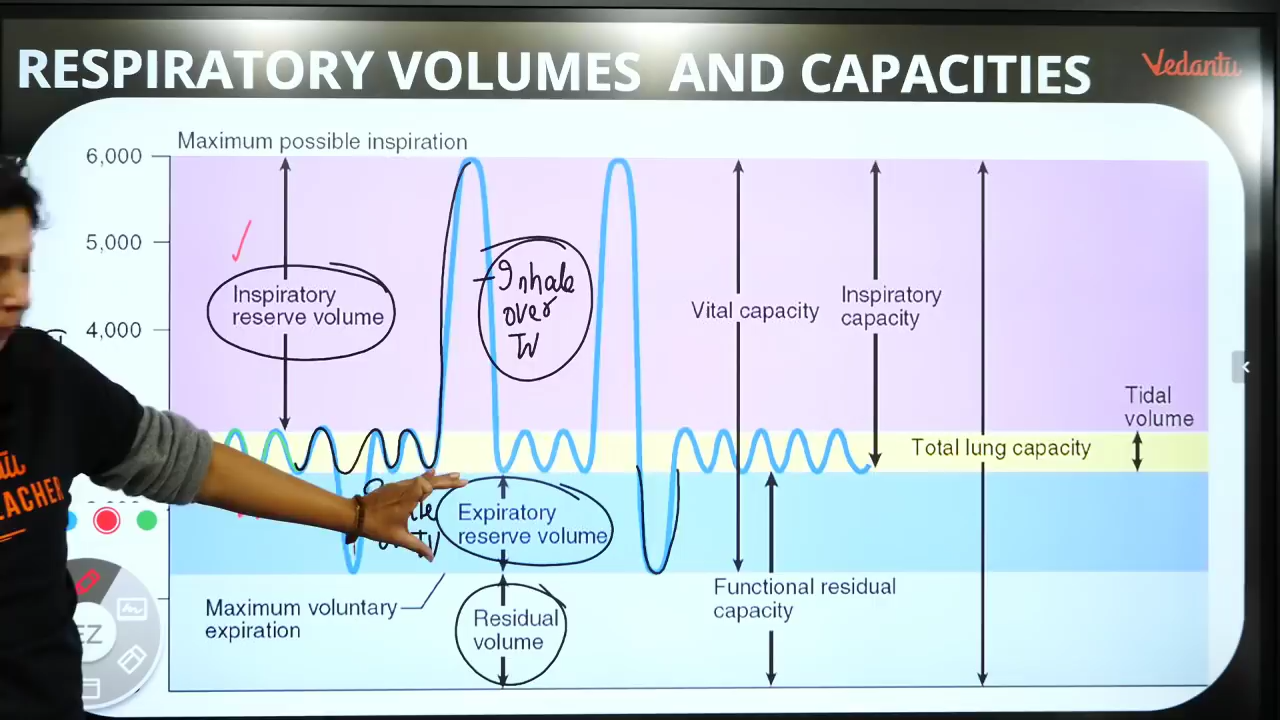 RESPIRATORY VOLUMES AND CAPACITIES
Vedantu
Maximum possible inspiration
6,000
5,000
4,000
Inspiratory
reserve volume
Inhale
over
TV
Vital capacity
Inspiratory
capacity
Tidal
volume
Total lung capacity
Expiratory
reserve volume
Functional residual
capacity
Maximum voluntary
expiration
Residual
volume
EZ